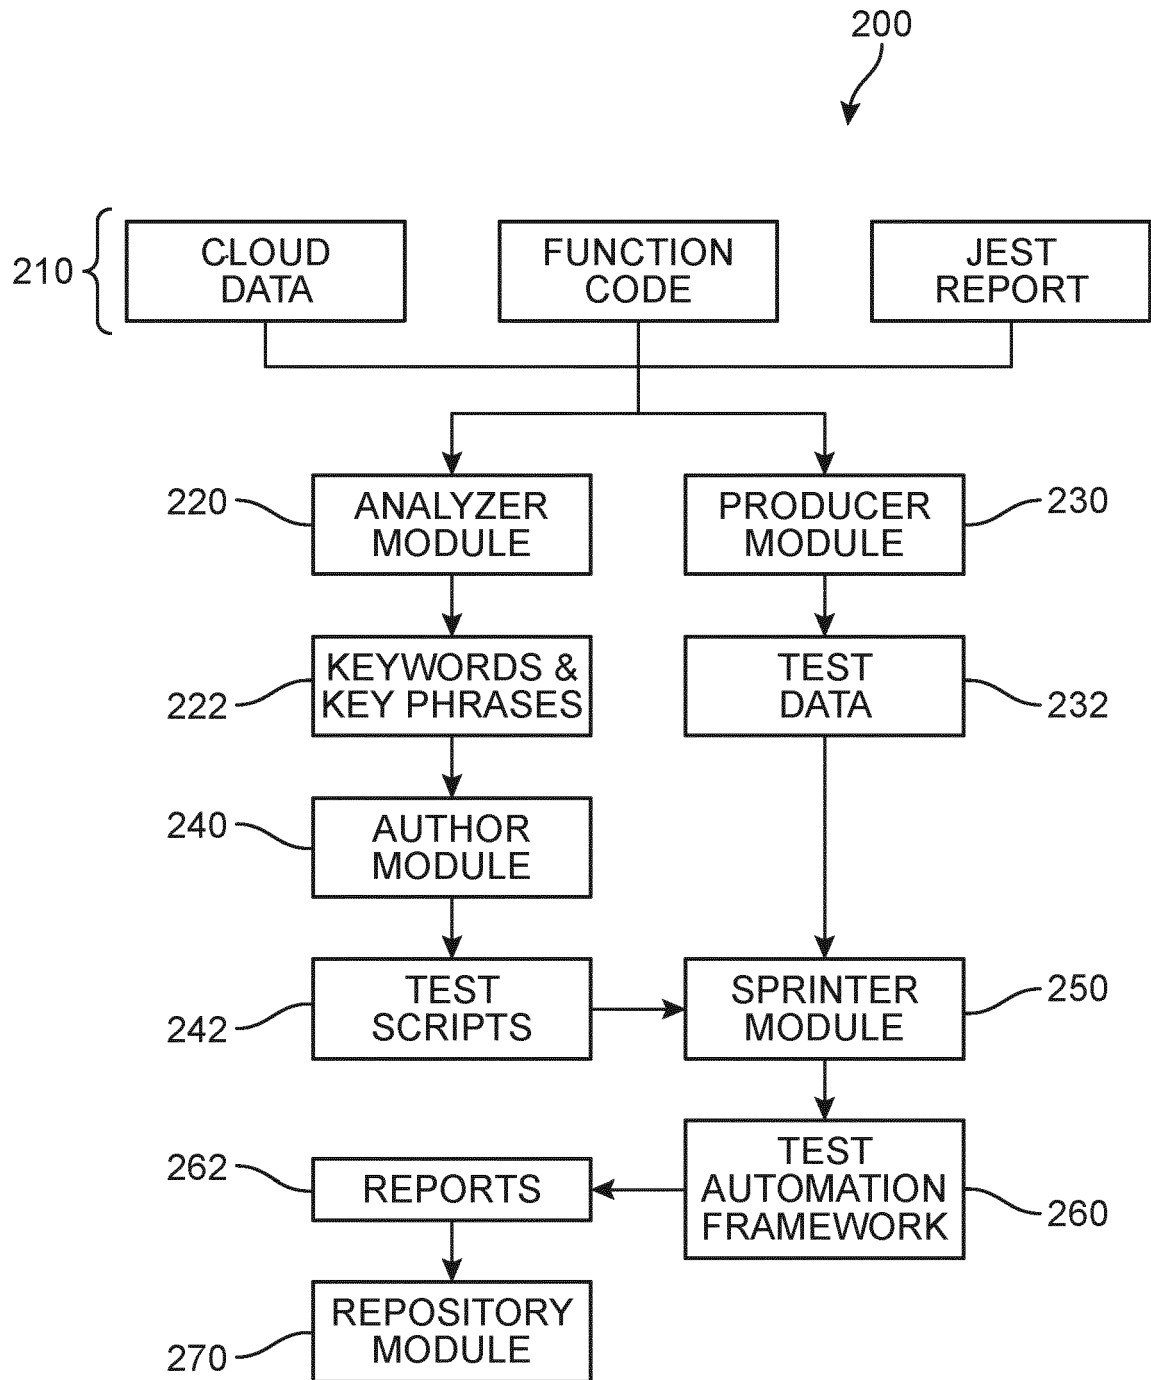 200
210
CLOUD
DATA
FUNCTION
CODE
JEST
REPORT
220
ANALYZER
MODULE
PRODUCER
MODULE
230
222
KEYWORDS &
KEY PHRASES
TEST
DATA
232
240
AUTHOR
MODULE
242
TEST
SCRIPTS
SPRINTER
MODULE
250
262
REPORTS
TEST
AUTOMATION
FRAMEWORK
260
270
REPOSITORY
MODULE